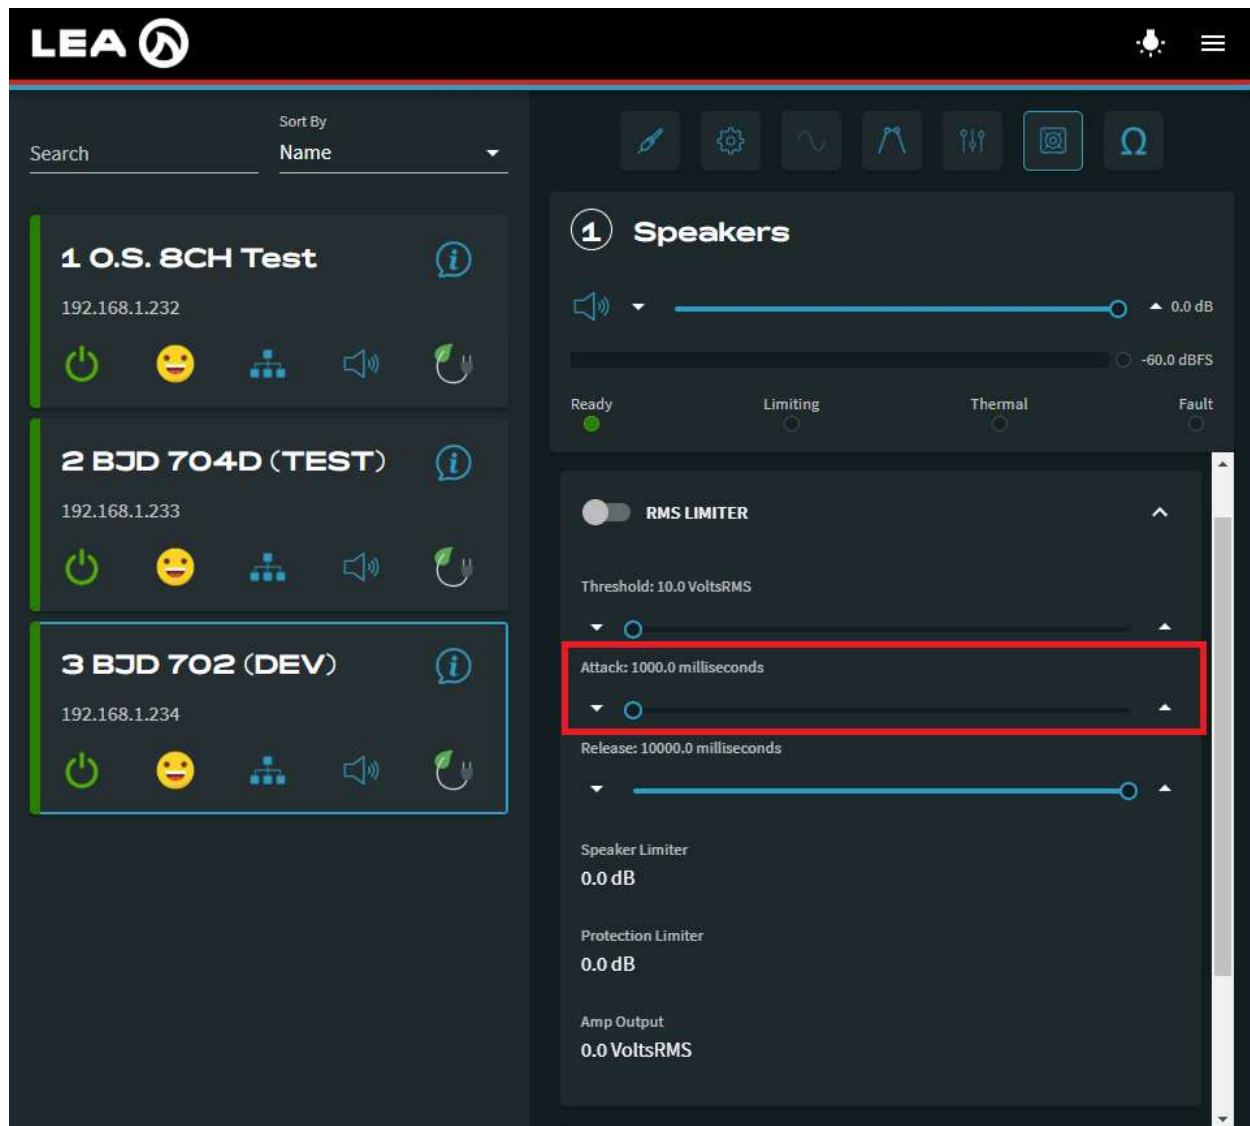 LEA
Search
Sort By
Name
1 O.S. 8CH Test
192.168.1.232
2 BJD 704D (TEST)
192.168.1.233
3 BJD 702 (DEV)
192.168.1.234
Ω
1 Speakers
0.0 dB
-60.0 dBFS
Ready Limiting Thermal Fault
RMS LIMITER
Threshold: 10.0 VoltsRMS
Attack: 1000.0 milliseconds
Release: 10000.0 milliseconds
Speaker Limiter
0.0 dB
Protection Limiter
0.0 dB
Amp Output
0.0 VoltsRMS